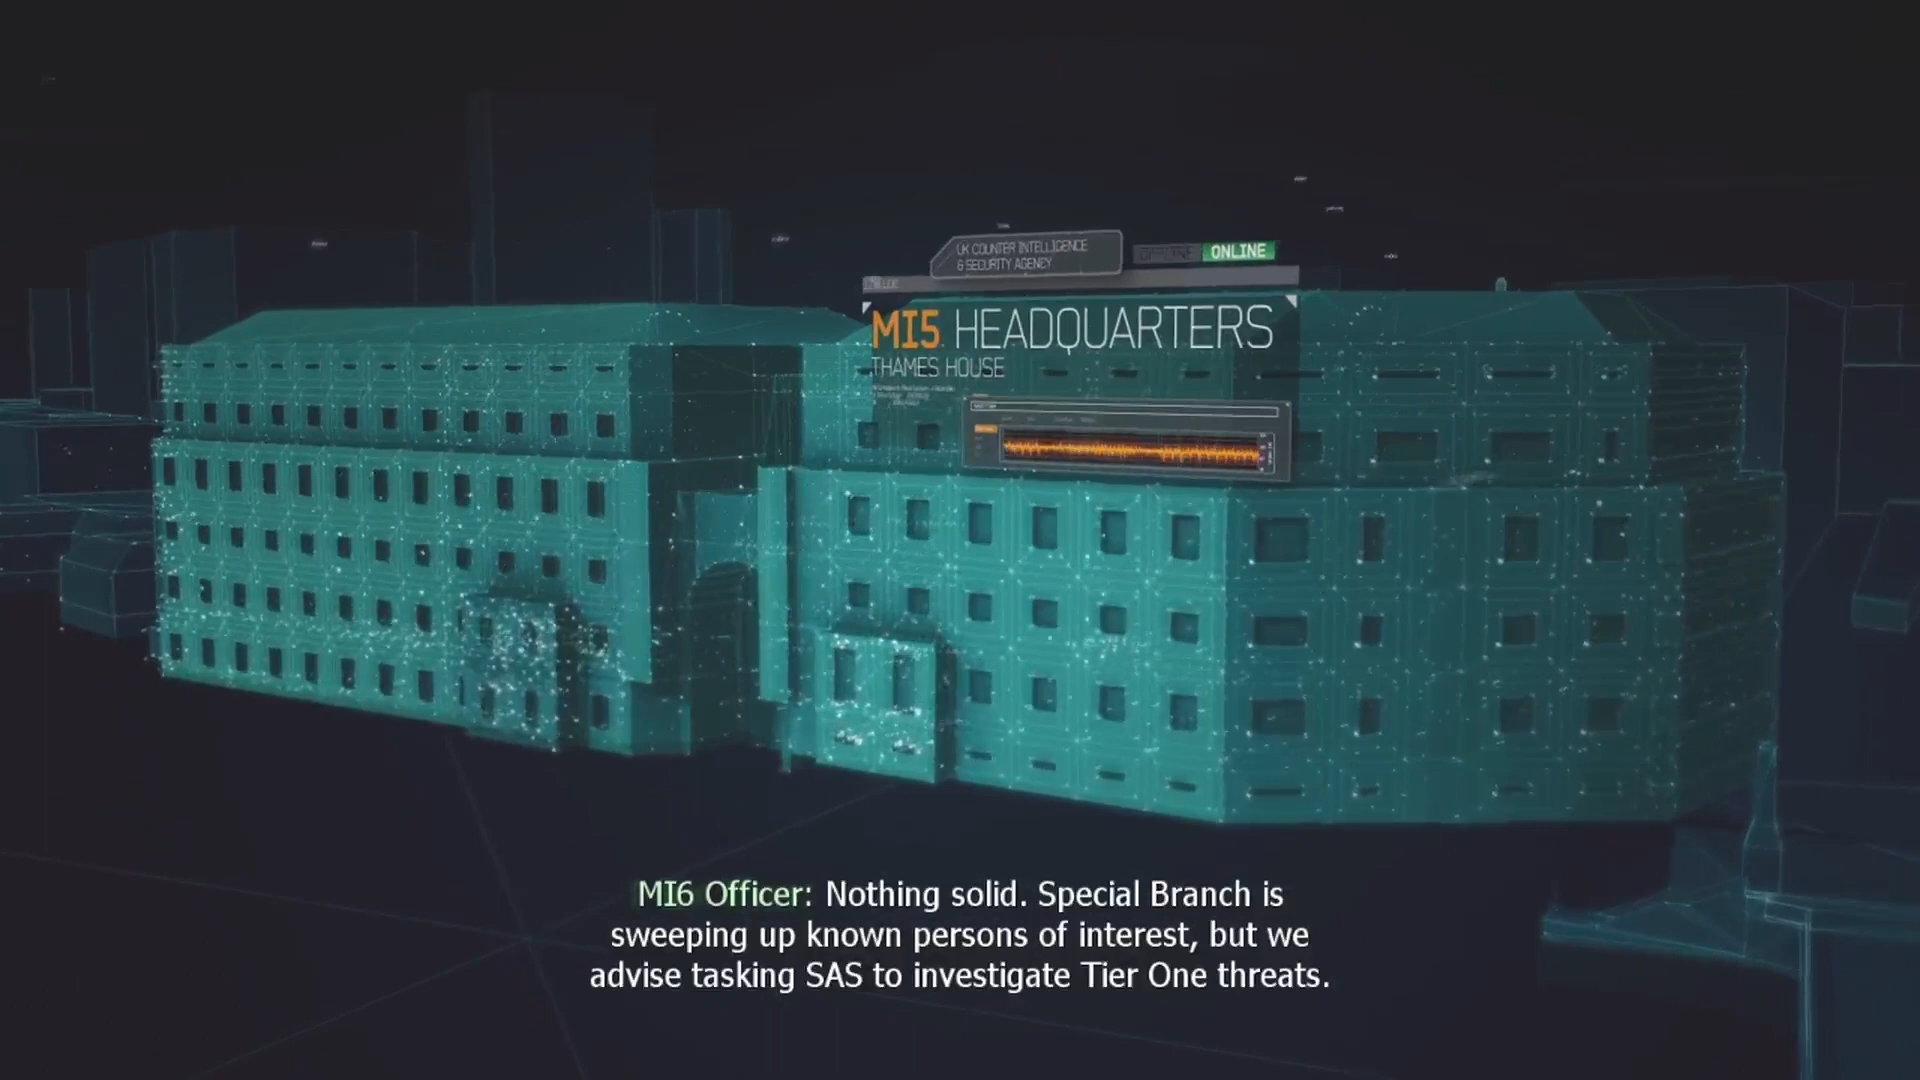 UK COUNTER INTELLIGENCE
& SECURITY AGENCY
OFFLINE ONLINE
MI5 HEADQUARTERS
THAMES HOUSE
MI6 Officer: Nothing solid. Special Branch is
sweeping up known persons of interest, but we
advise tasking SAS to investigate Tier One threats.